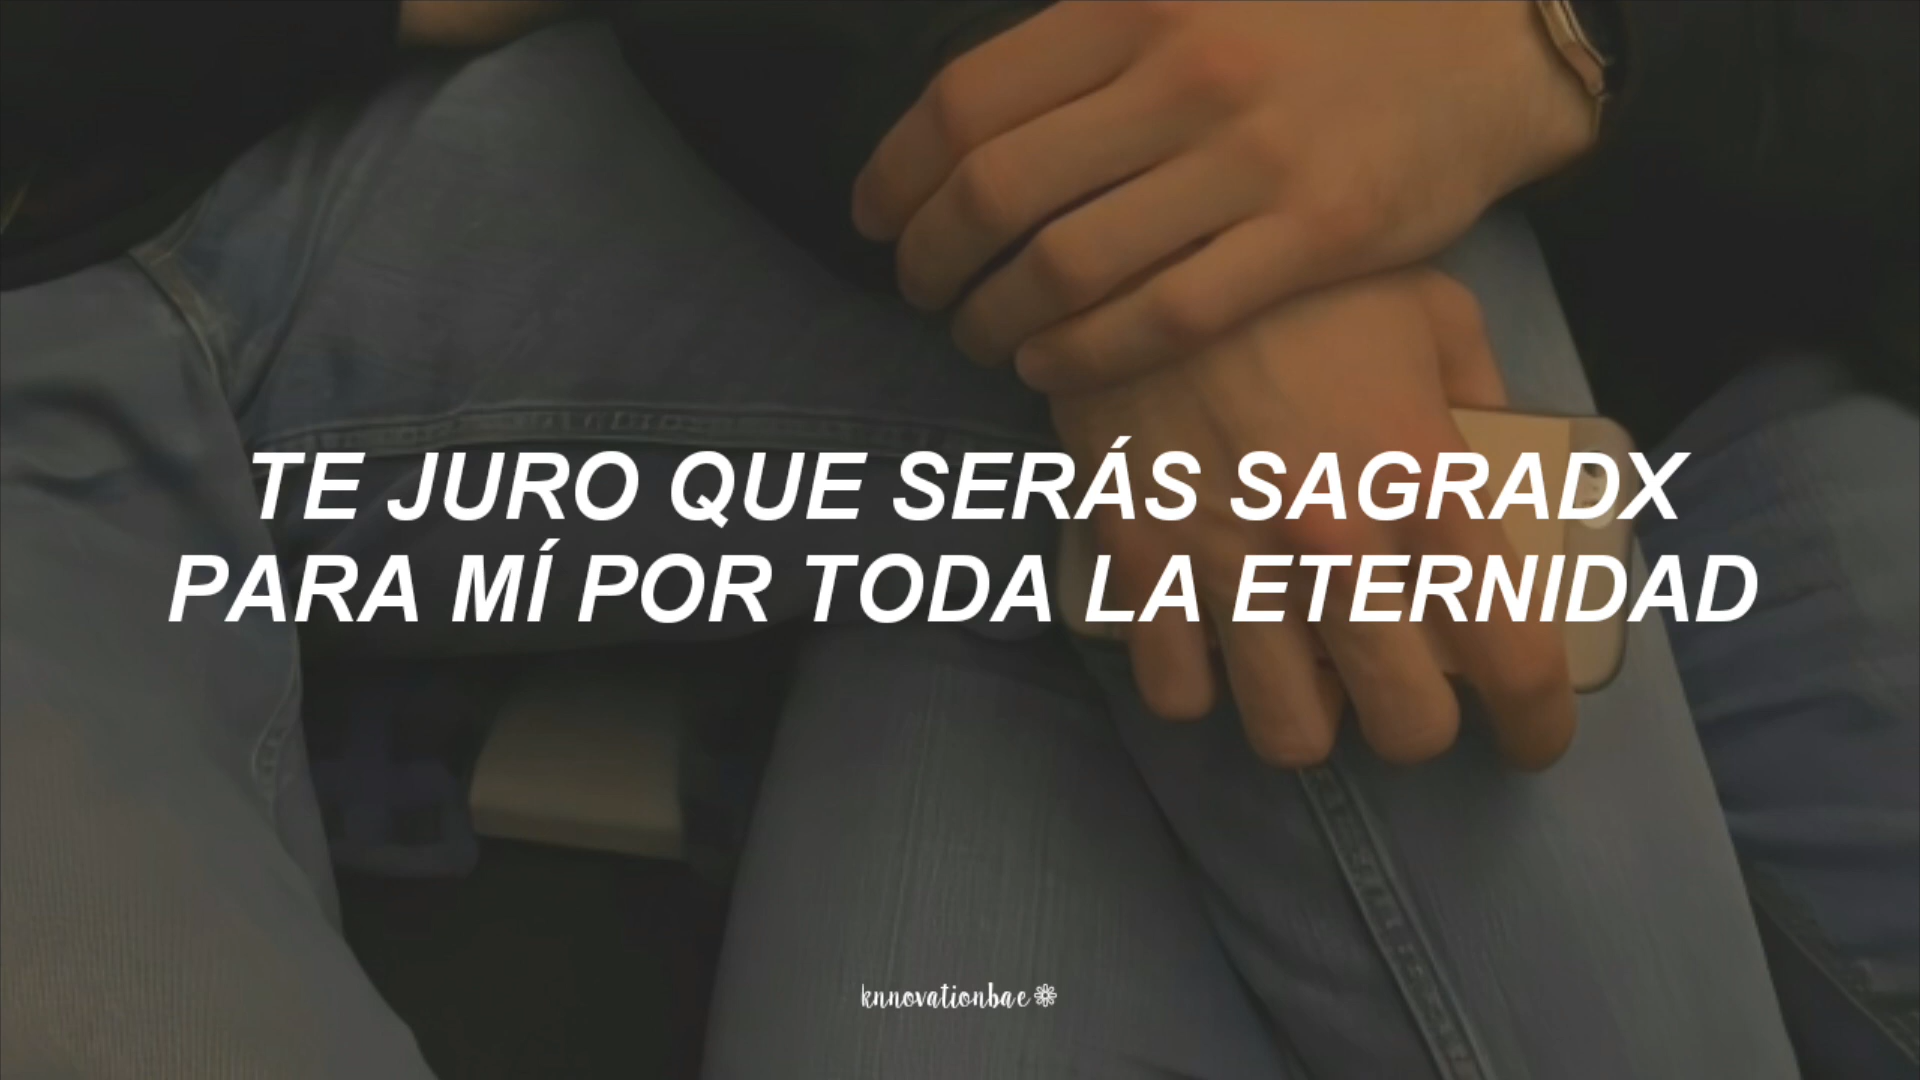 TE JURO QUE SERÁS SAGRADX
PARA MÍ POR TODA LA ETERNIDAD
knnovationbae